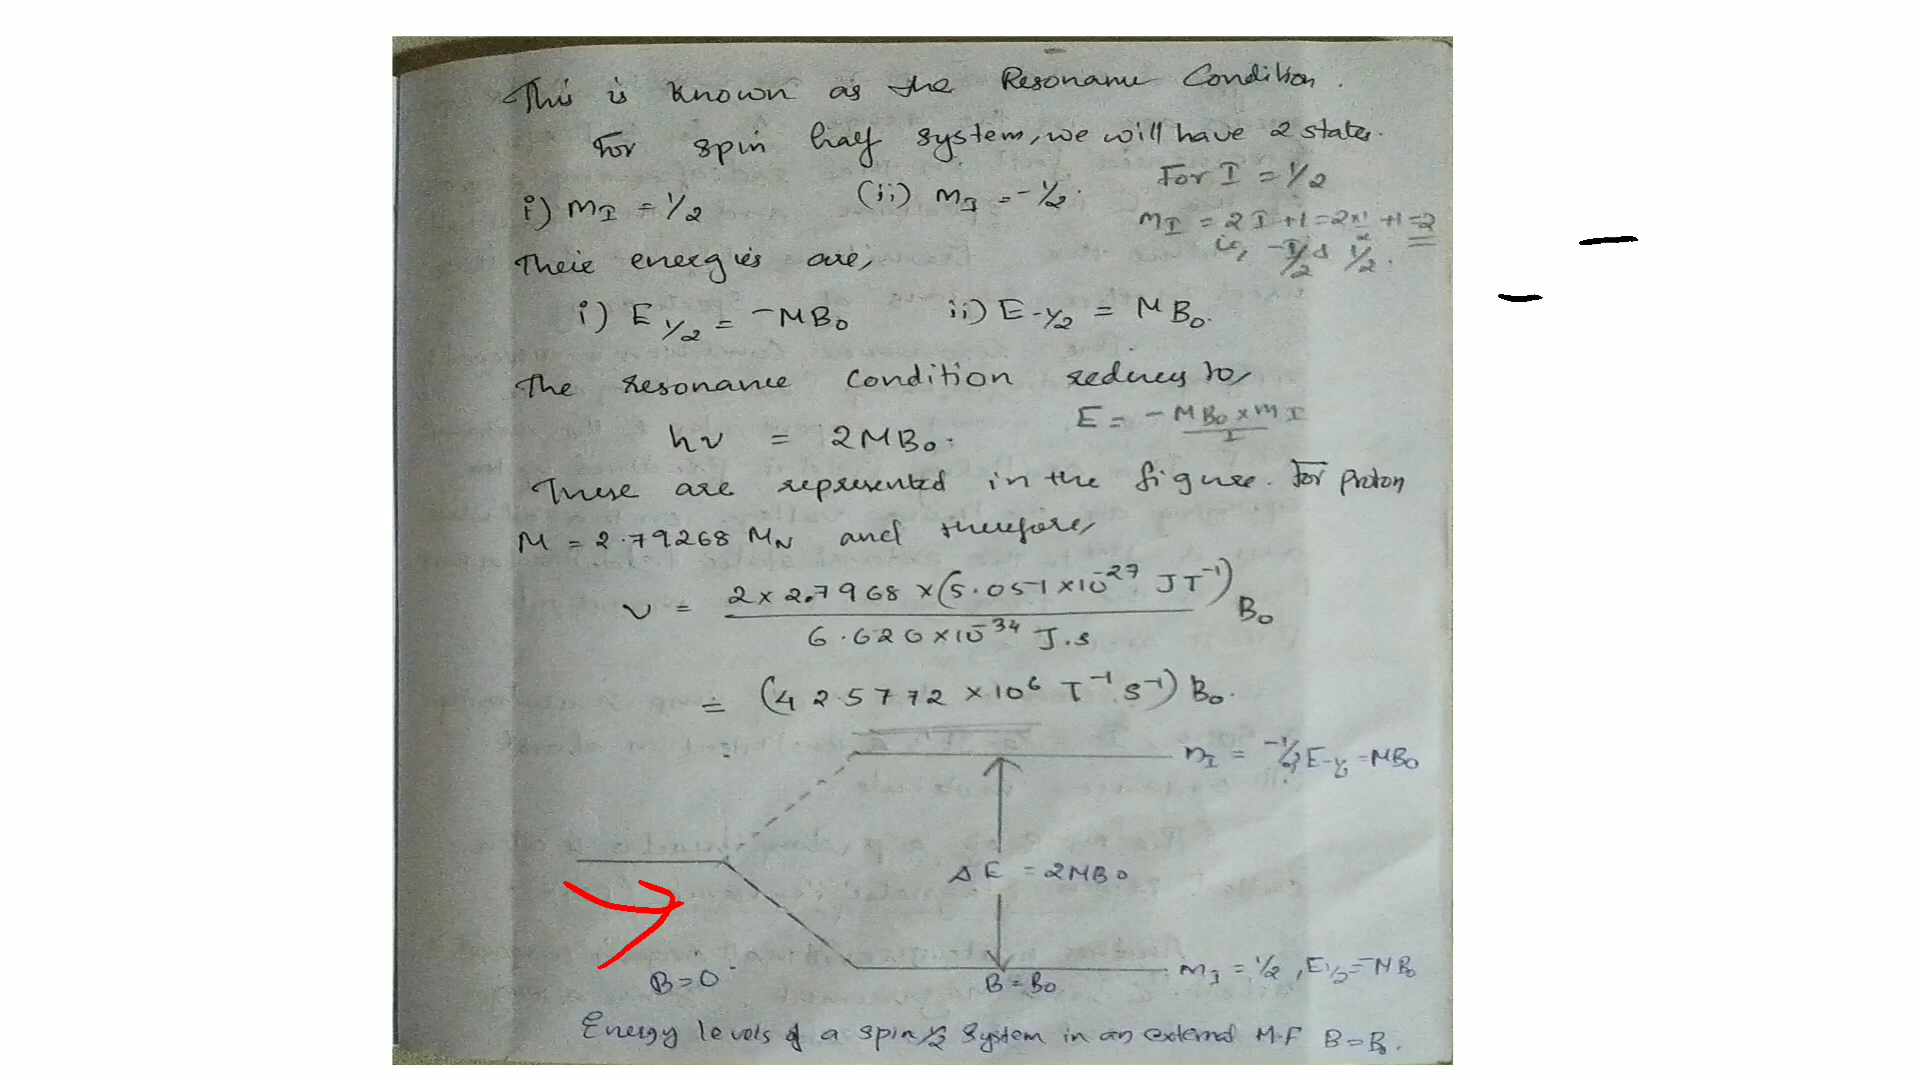 This is known as the Resonance Condition.
For spin half system, we will have 2 states.
For I = 1/2
i) MI = 1/2 (ii) MI = -1/2.
MI = 2I+1 = 2×1/2+1 = 2
ie, -1/2 & 1/2.
Their energies are,
i) E1/2 = -MB0 ii) E-1/2 = MB0.
The resonance condition reduces to,
E = -MB0 × mI / I
hν = 2MB0.
These are represented in the figure. For proton
M = 2.79268 MN and therefore,
ν = 2 × 2.7968 × (5.051 × 10^-27 JT^-1) / 6.626 × 10^-34 J.s B0
= (42.5772 × 10^6 T^-1 s^-1) B0.
mI = -1/2, E-1/2 = MB0
ΔE = 2MB0
mI = 1/2, E1/2 = -MB0
B=0 B=B0
Energy levels of a spin 1/2 system in an external M.F B=B0.